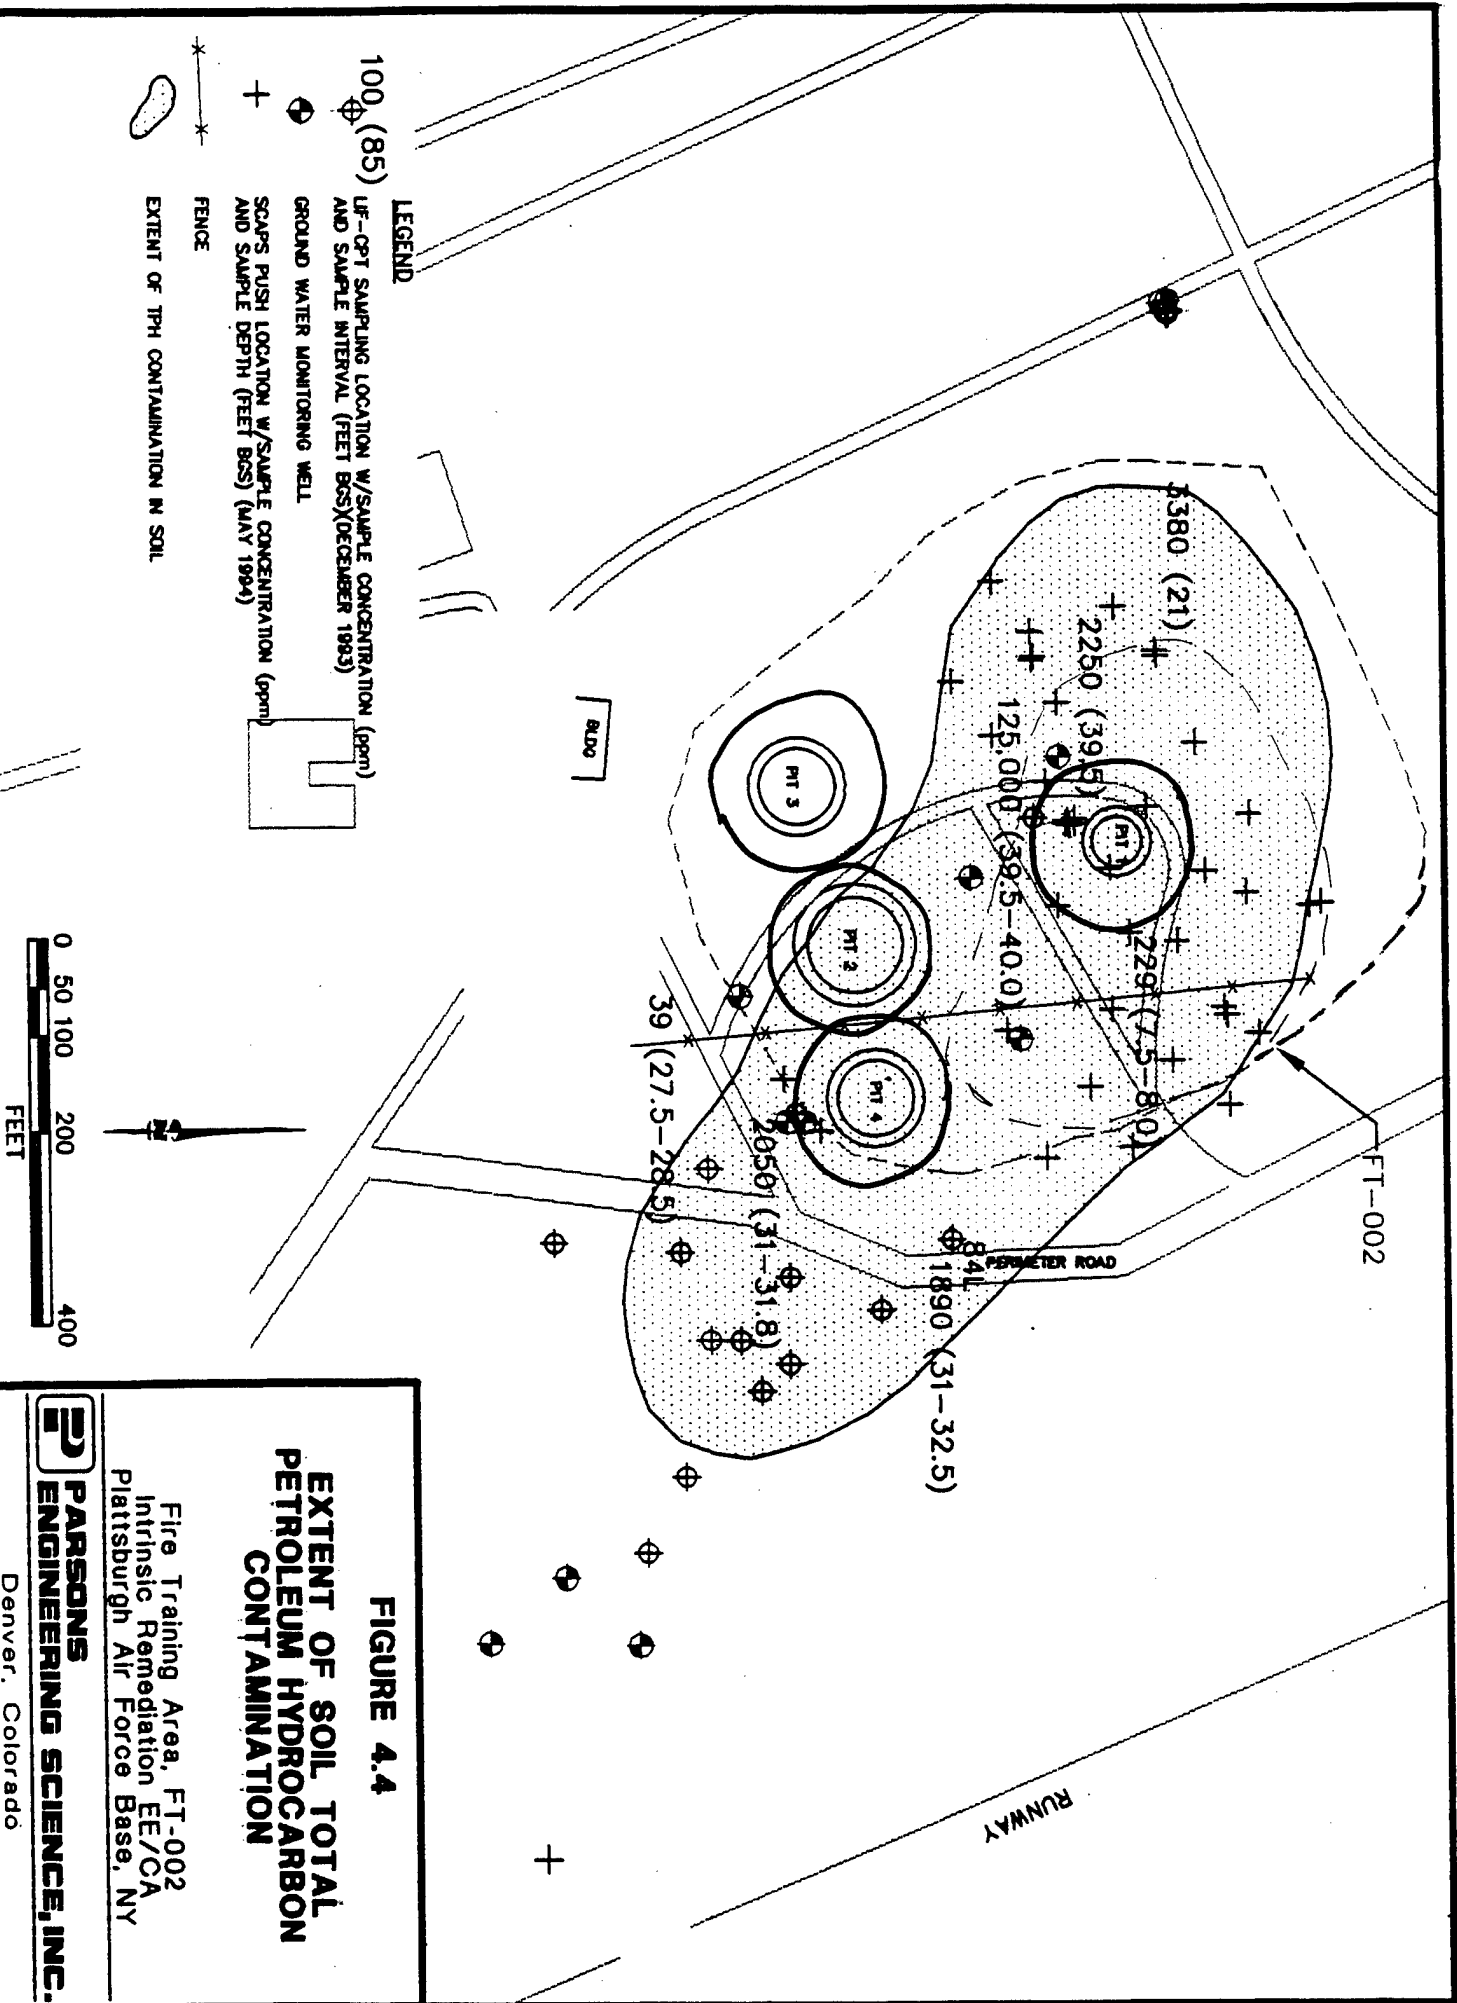 3380 (21)
2250 (39.5)
125,000 (39.5-40.0)
229 (7.5-8.0)
FT-002
PIT 1
PIT 2
PIT 3
PIT 4
BLDG
39 (27.5-28.5)
2050 (31-31.8)
84L
1890 (31-32.5)
PERIMETER ROAD
RUNWAY
LEGEND
100 (85)
LIF-CPT SAMPLING LOCATION W/SAMPLE CONCENTRATION (ppm)
AND SAMPLE INTERVAL (FEET BGS)(DECEMBER 1993)
GROUND WATER MONITORING WELL
SCAPS PUSH LOCATION W/SAMPLE CONCENTRATION (ppm)
AND SAMPLE DEPTH (FEET BGS) (MAY 1994)
FENCE
EXTENT OF TPH CONTAMINATION IN SOIL
0 50 100 200 400
FEET
FIGURE 4.4
EXTENT OF SOIL TOTAL
PETROLEUM HYDROCARBON
CONTAMINATION
Fire Training Area, FT-002
Intrinsic Remediation EE/CA
Plattsburgh Air Force Base, NY
PARSONS
ENGINEERING SCIENCE, INC.
Denver, Colorado